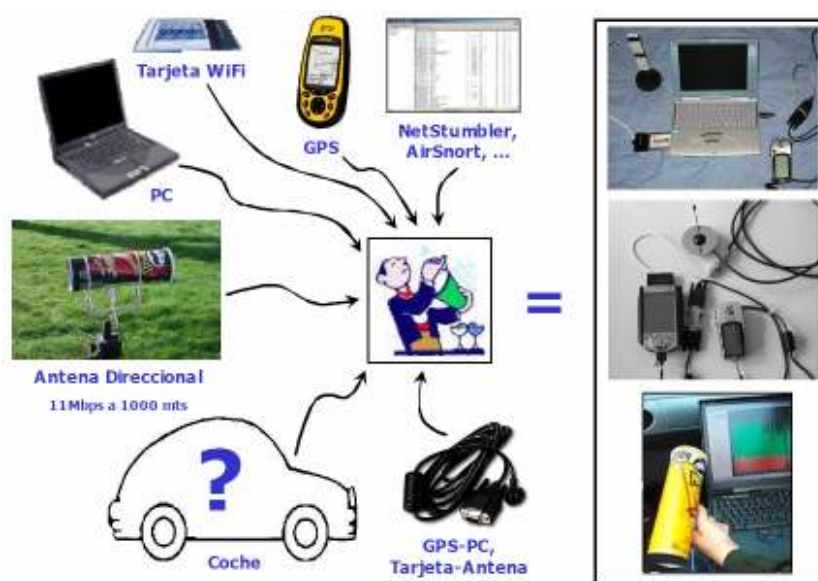 Tarjeta WiFi
GPS
NetStumbler,
AirSnort, ...
PC
=
Antena Direccional
11Mbps a 1000 mts
?
Coche
GPS-PC,
Tarjeta-Antena